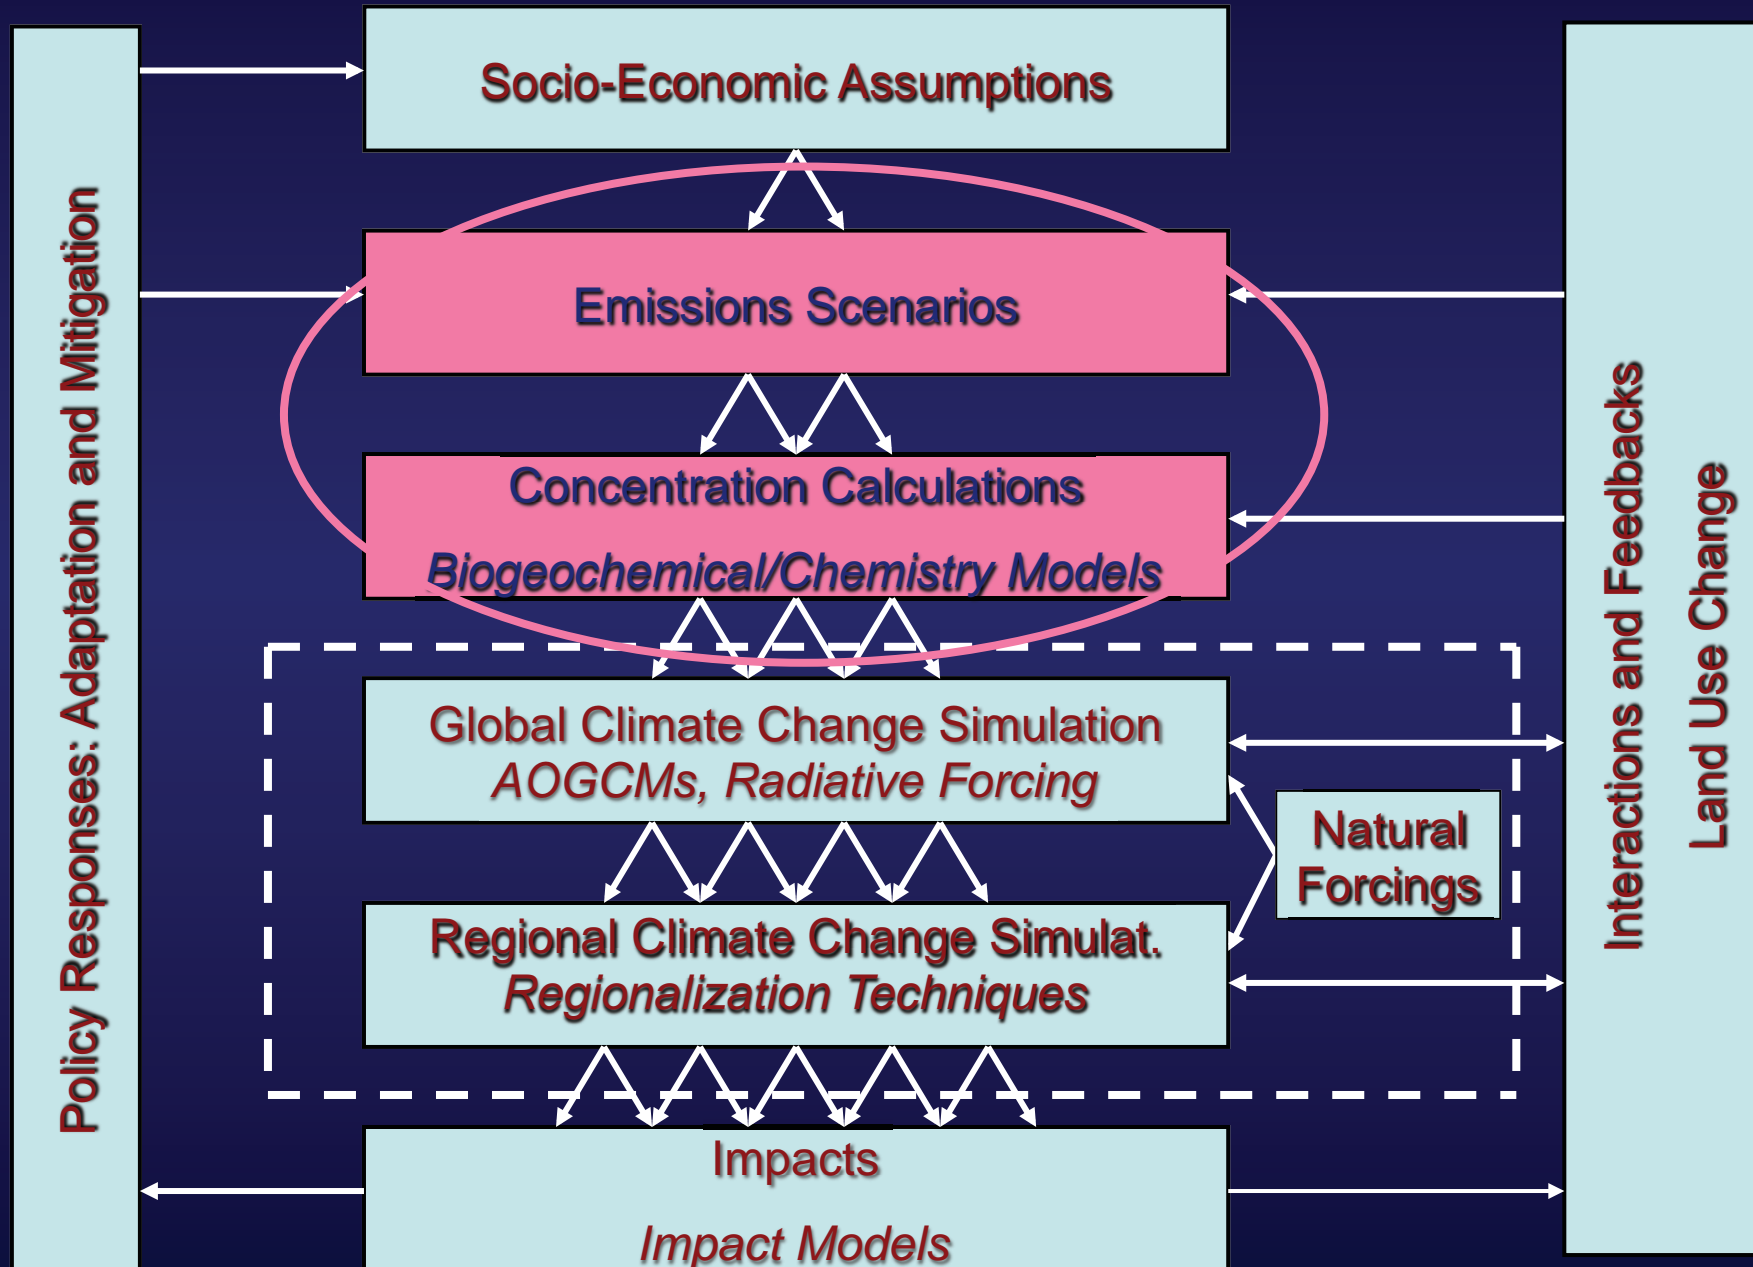 Socio-Economic Assumptions
Emissions Scenarios
Concentration Calculations
Biogeochemical/Chemistry Models
Global Climate Change Simulation
AOGCMs, Radiative Forcing
Natural
Forcings
Regional Climate Change Simulat.
Regionalization Techniques
Impacts
Impact Models
Policy Responses: Adaptation and Mitigation
Interactions and Feedbacks
Land Use Change